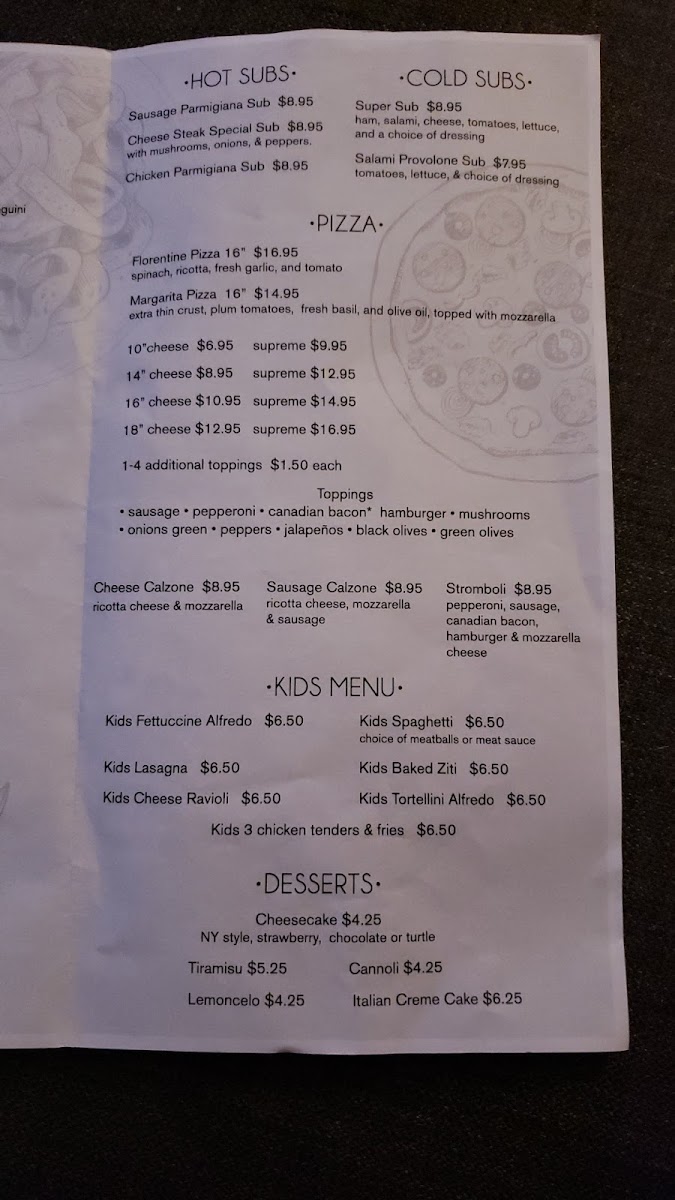 guini
•HOT SUBS•
Sausage Parmigiana Sub $8.95
Cheese Steak Special Sub $8.95
with mushrooms, onions, & peppers.
Chicken Parmigiana Sub $8.95
•COLD SUBS•
Super Sub $8.95
ham, salami, cheese, tomatoes, lettuce,
and a choice of dressing
Salami Provolone Sub $7.95
tomatoes, lettuce, & choice of dressing
•PIZZA•
Florentine Pizza 16" $16.95
spinach, ricotta, fresh garlic, and tomato
Margarita Pizza 16" $14.95
extra thin crust, plum tomatoes, fresh basil, and olive oil, topped with mozzarella
10"cheese $6.95 supreme $9.95
14" cheese $8.95 supreme $12.95
16" cheese $10.95 supreme $14.95
18" cheese $12.95 supreme $16.95
1-4 additional toppings $1.50 each
Toppings
• sausage • pepperoni • canadian bacon* hamburger • mushrooms
• onions green • peppers • jalapeños • black olives • green olives
Cheese Calzone $8.95
ricotta cheese & mozzarella
Sausage Calzone $8.95
ricotta cheese, mozzarella
& sausage
Stromboli $8.95
pepperoni, sausage,
canadian bacon,
hamburger & mozzarella
cheese
•KIDS MENU•
Kids Fettuccine Alfredo $6.50
Kids Spaghetti $6.50
choice of meatballs or meat sauce
Kids Lasagna $6.50
Kids Baked Ziti $6.50
Kids Cheese Ravioli $6.50
Kids Tortellini Alfredo $6.50
Kids 3 chicken tenders & fries $6.50
•DESSERTS•
Cheesecake $4.25
NY style, strawberry, chocolate or turtle
Tiramisu $5.25
Cannoli $4.25
Lemoncelo $4.25
Italian Creme Cake $6.25